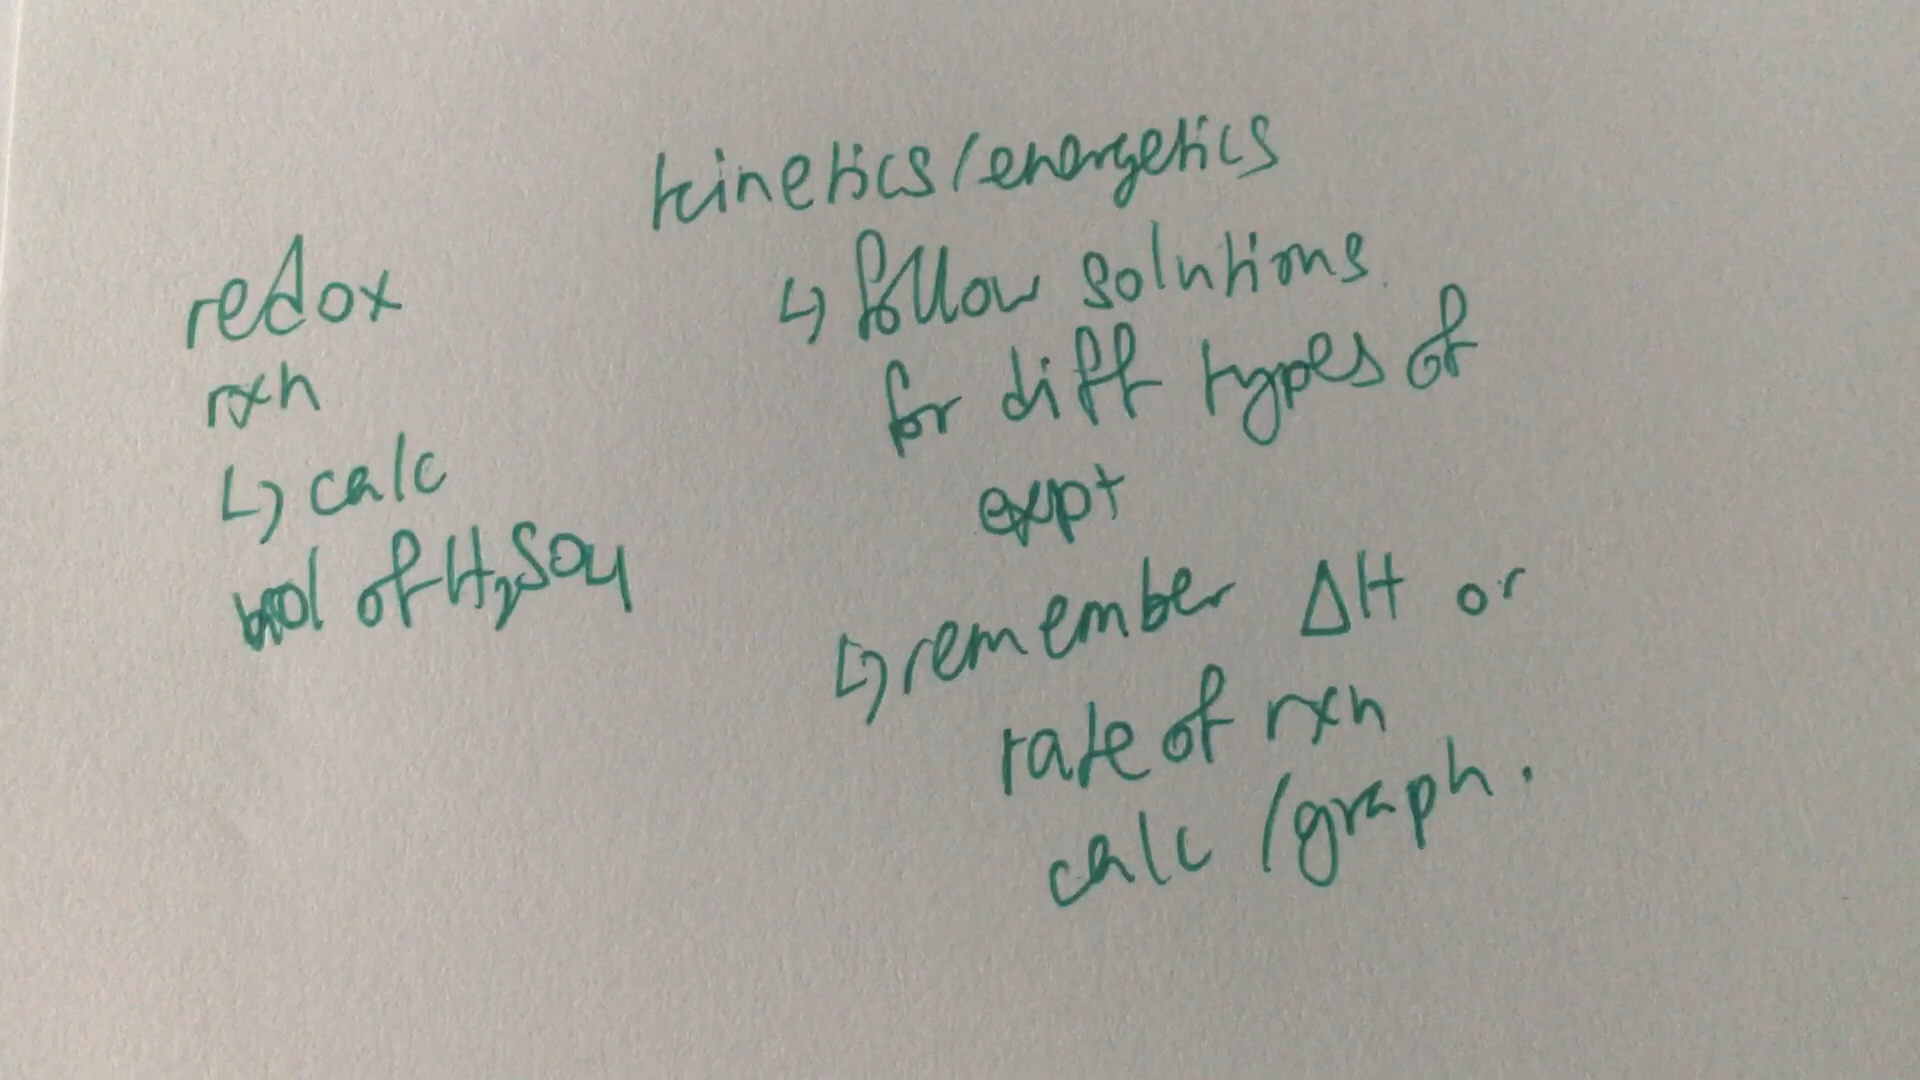 redox
rxn
↳ calc
mol of H₂SO4
kinetics/energetics
↳ follow solutions
for diff types of
expt
↳ remember ΔH or
rate of rxn
calc /graph.